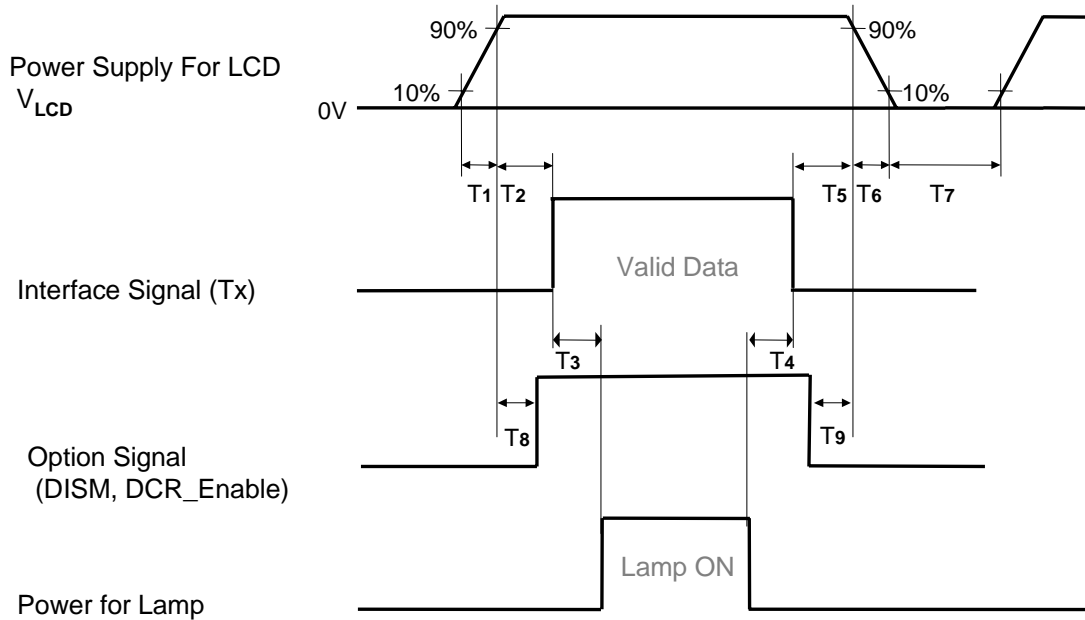 90%
90%
Power Supply For LCD
VLCD
10%
10%
0V
T1
T2
T5
T6
T7
Valid Data
Interface Signal (Tx)
T3
T4
T8
T9
Option Signal
(DISM, DCR_Enable)
Lamp ON
Power for Lamp